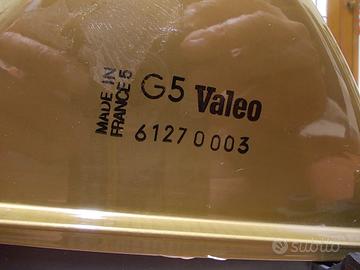 MADE IN
FRANCE 5
G5 Valeo
61270003
subito